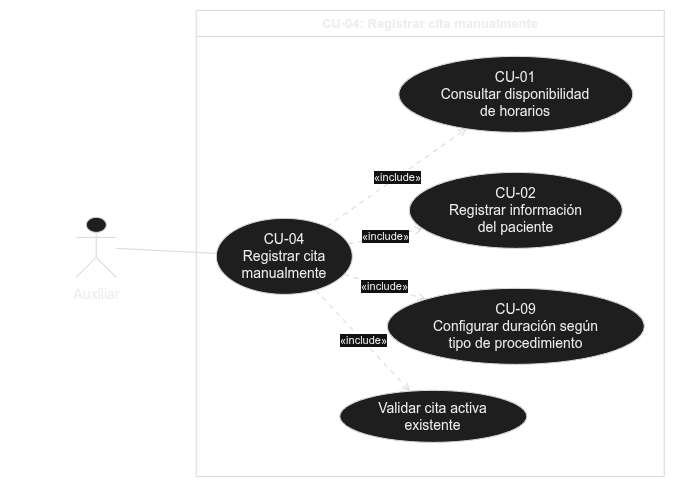 CU-04: Registrar cita manualmente
CU-01
Consultar disponibilidad
de horarios
«include»
CU-02
Registrar información
del paciente
«include»
CU-04
Registrar cita
manualmente
Auxiliar
«include»
CU-09
Configurar duración según
tipo de procedimiento
«include»
Validar cita activa
existente